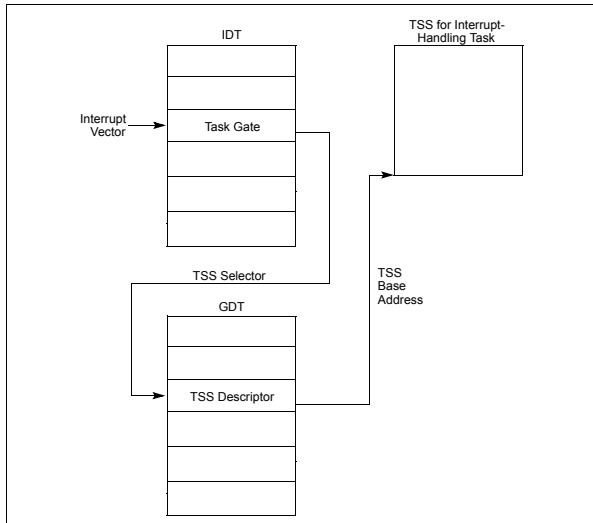 IDT
TSS for Interrupt-
Handling Task
Interrupt
Vector
Task Gate
TSS Selector
TSS
Base
Address
GDT
TSS Descriptor